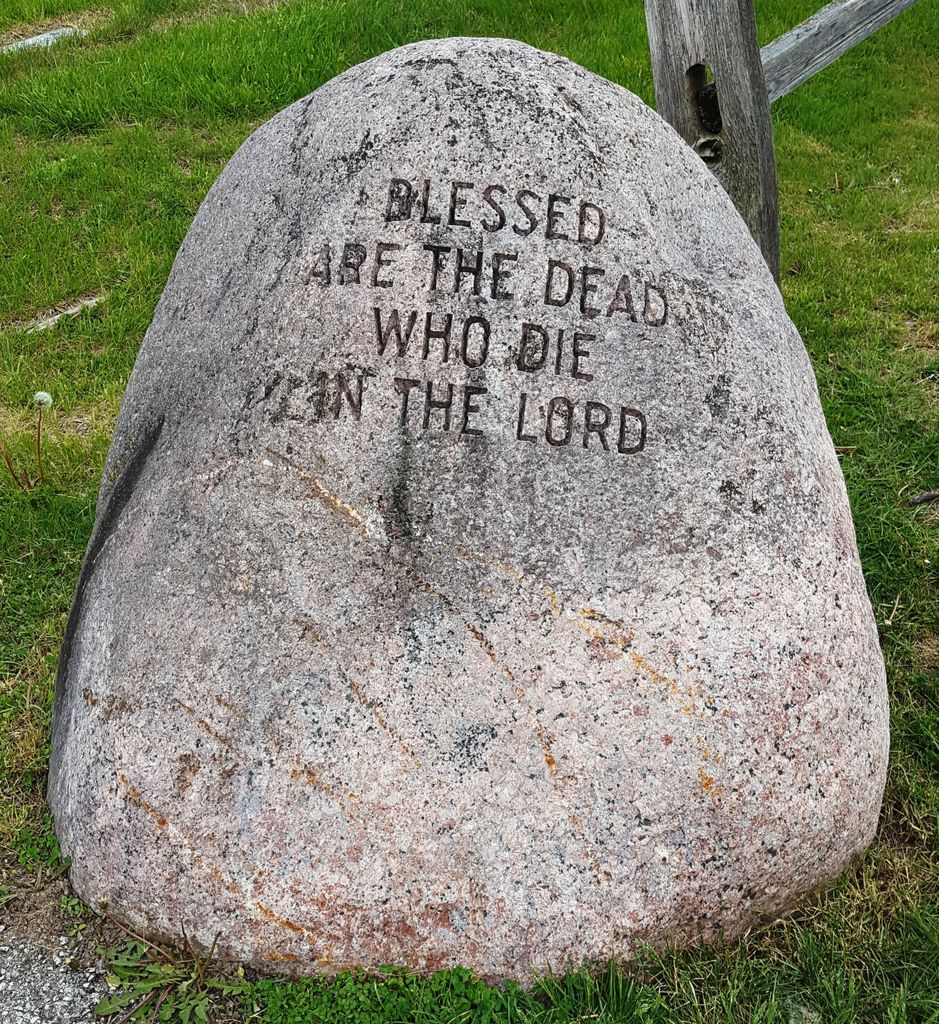 BLESSED
ARE THE DEAD
WHO DIE
IN THE LORD